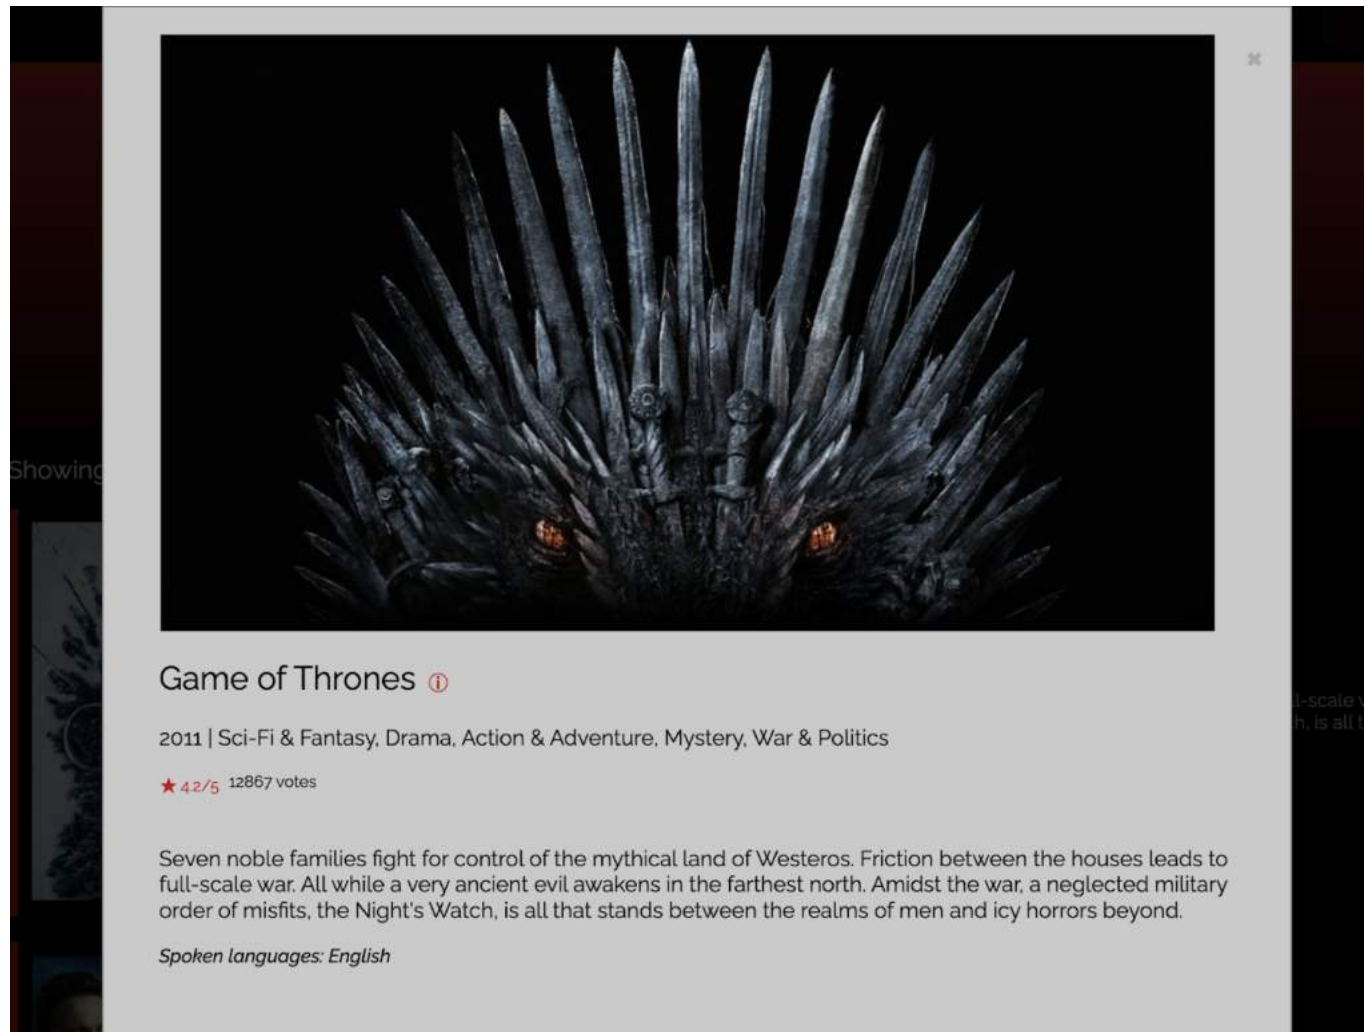 Showing
Game of Thrones
2011 | Sci-Fi & Fantasy, Drama, Action & Adventure, Mystery, War & Politics
★ 4.2/5 12867 votes
Seven noble families fight for control of the mythical land of Westeros. Friction between the houses leads to
full-scale war. All while a very ancient evil awakens in the farthest north. Amidst the war, a neglected military
order of misfits, the Night's Watch, is all that stands between the realms of men and icy horrors beyond.
Spoken languages: English